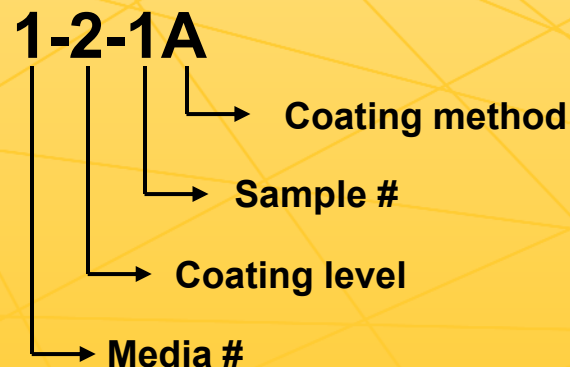 1-2-1A
Coating method
Sample #
Coating level
Media #